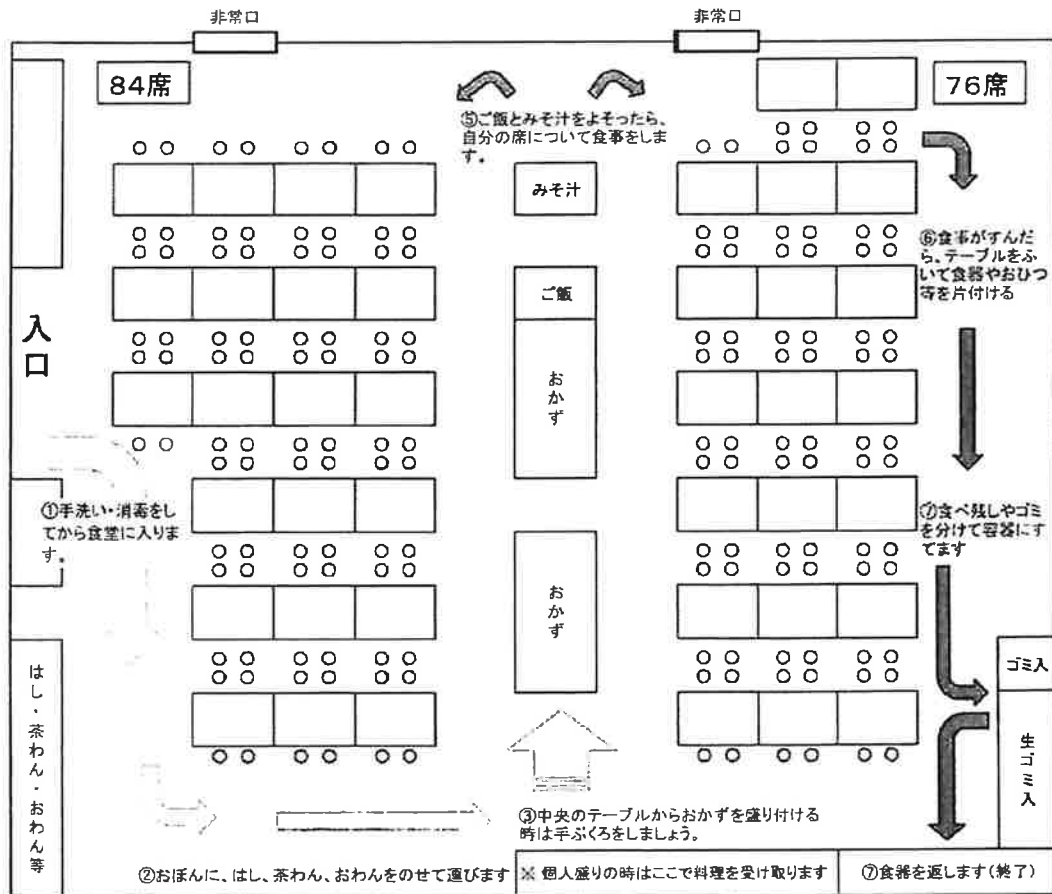 非常口
非常口
84席
76席
⑤ご飯とみそ汁をよそったら、
自分の席について食事をしま
す。
みそ汁
⑥食事がすんだ
ら、テーブルをふ
いて食器やおひつ
等を片付ける
ご飯
入口
おかず
①手洗い・消毒をし
てから食堂に入りま
す。
⑦食べ残しやゴミ
を分けて容器にす
てます
おかず
はし・茶わん・おわん等
ゴミ入
生ゴミ入
③中央のテーブルからおかずを盛り付ける
時は手ぶくろをしましょう。
②おぼんに、はし、茶わん、おわんをのせて運びます
※ 個人盛りの時はここで料理を受け取ります
⑦食器を返します(終了)